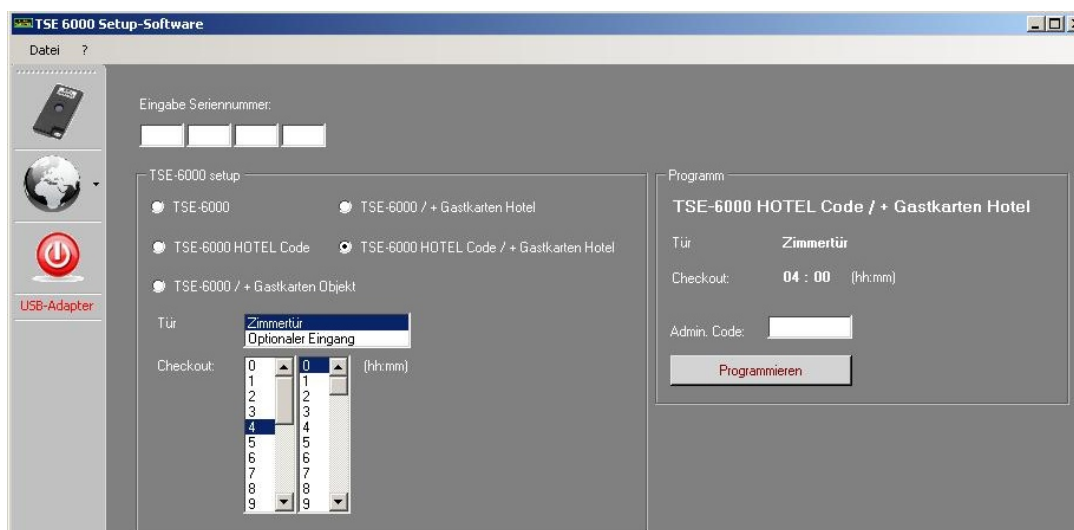 TSE 6000 Setup-Software
Datei ?
Eingabe Seriennummer:
TSE-6000 setup
TSE-6000
TSE-6000 / + Gastkarten Hotel
TSE-6000 HOTEL Code
TSE-6000 HOTEL Code / + Gastkarten Hotel
TSE-6000 / + Gastkarten Objekt
Tür
Zimmertür
Optionaler Eingang
Checkout:
0 0 (hh:mm)
1 1
2 2
3 3
4 4
5 5
6 6
7 7
8 8
9 9
USB-Adapter
Programm
TSE-6000 HOTEL Code / + Gastkarten Hotel
Tür Zimmertür
Checkout: 04 : 00 (hh:mm)
Admin. Code:
Programmieren